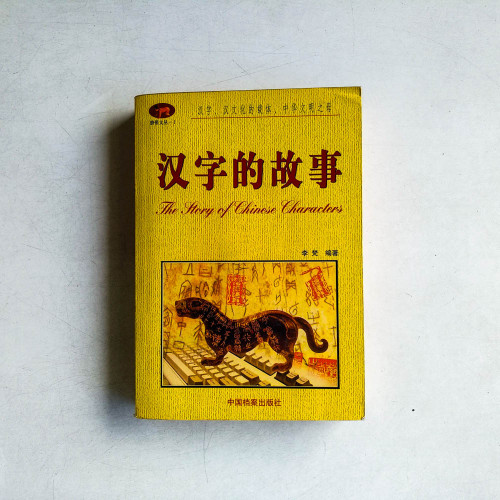 汉字，汉文化的载体，中华文明之母
汉字的故事
The Story of Chinese Characters
李梵 编著
中国档案出版社